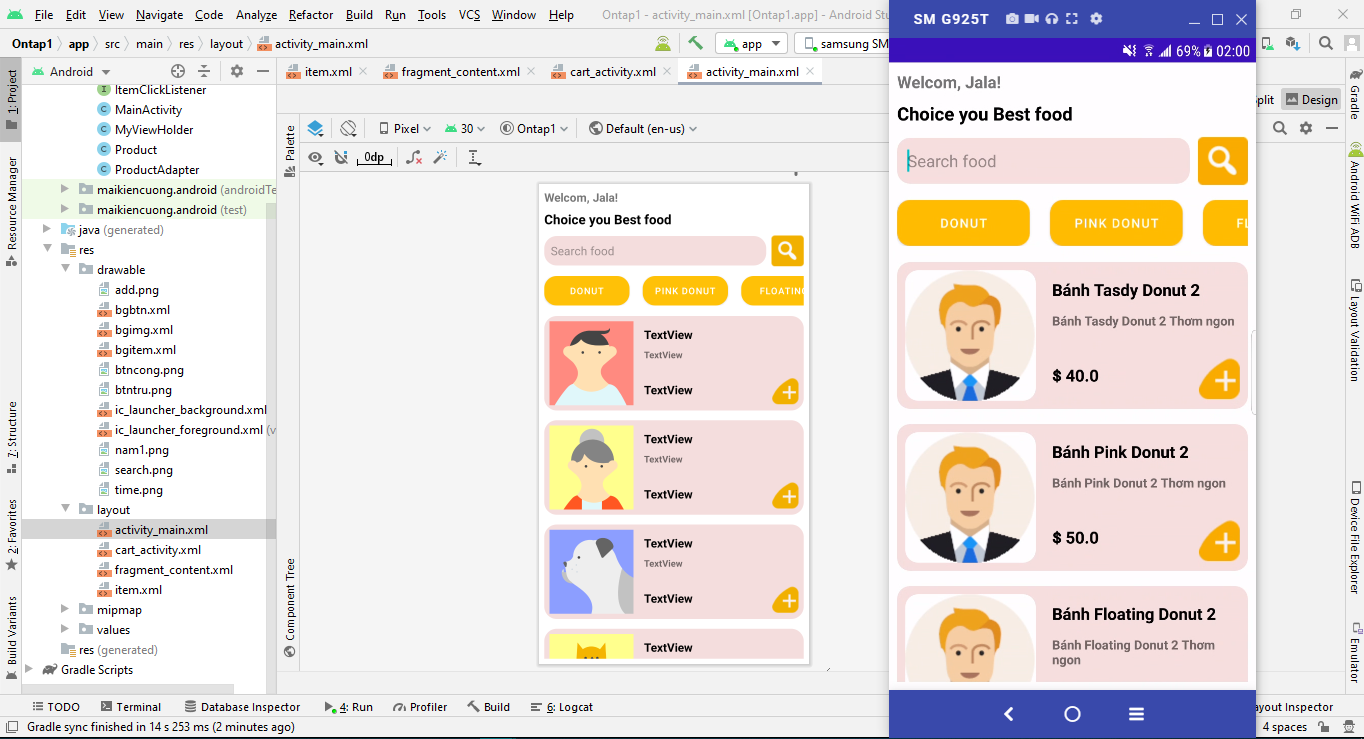 File Edit View Navigate Code Analyze Refactor Build Run Tools VCS Window Help Ontap1 - activity_main.xml [Ontap1.app] - Android Stu
Ontap1 app src main res layout activity_main.xml app samsung SM
Android
item.xml fragment_content.xml cart_activity.xml activity_main.xml
Split Design
1: Project
Resource Manager
Z: Structure
2: Favorites
Build Variants
ItemClickListener
MainActivity
MyViewHolder
Product
ProductAdapter
maikiencuong.android (androidTe
maikiencuong.android (test)
java (generated)
res
drawable
add.png
bgbtn.xml
bgimg.xml
bgitem.xml
btncong.png
btntru.png
ic_launcher_background.xml
ic_launcher_foreground.xml (v
nam1.png
search.png
time.png
layout
activity_main.xml
cart_activity.xml
fragment_content.xml
item.xml
mipmap
values
res (generated)
Gradle Scripts
Palette
Component Tree
Pixel 30 Ontap1 Default (en-us)
0dp
Welcom, Jala!
Choice you Best food
Search food
DONUT PINK DONUT FLOATING
TextView
TextView
TextView
TextView
TextView
TextView
TextView
TextView
TextView
TextView
SM G925T
69% 02:00
Welcom, Jala!
Choice you Best food
Search food
DONUT PINK DONUT FL
Bánh Tasdy Donut 2
Bánh Tasdy Donut 2 Thơm ngon
$ 40.0
Bánh Pink Donut 2
Bánh Pink Donut 2 Thơm ngon
$ 50.0
Bánh Floating Donut 2
Bánh Floating Donut 2 Thơm
ngon
Gradle
Android WiFi ADB
Layout Validation
Device File Explorer
Emulator
TODO Terminal Database Inspector 4: Run Profiler Build 6: Logcat ayout Inspector
Gradle sync finished in 14 s 253 ms (2 minutes ago) 4 spaces